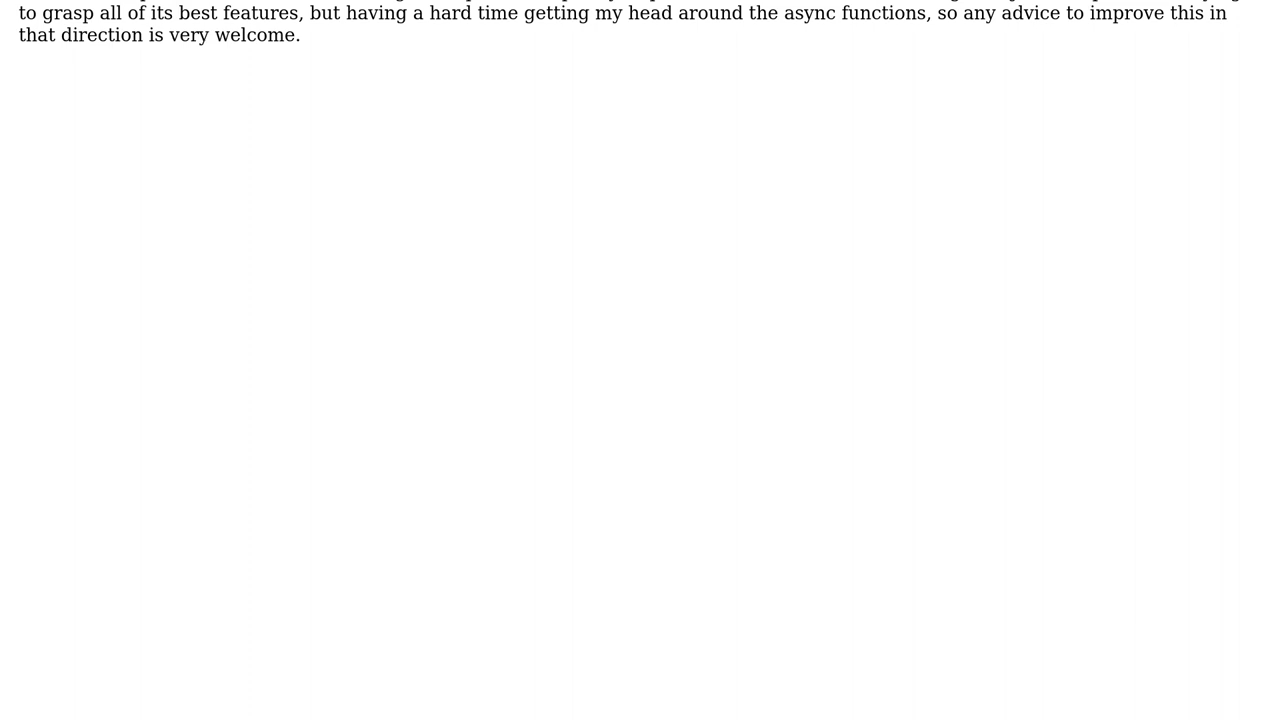 to grasp all of its best features, but having a hard time getting my head around the async functions, so any advice to improve this in
that direction is very welcome.